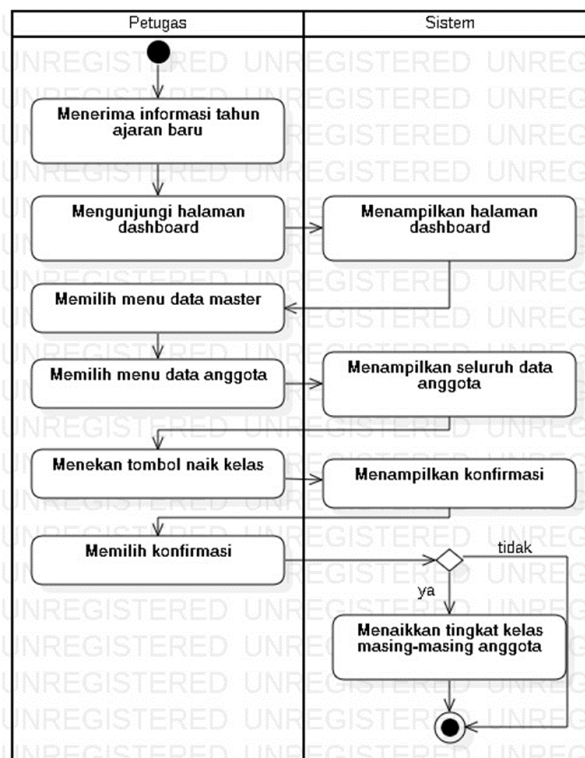 Petugas
Sistem
Menerima informasi tahun
ajaran baru
Mengunjungi halaman
dashboard
Menampilkan halaman
dashboard
Memilih menu data master
Memilih menu data anggota
Menampilkan seluruh data
anggota
Menekan tombol naik kelas
Menampilkan konfirmasi
Memilih konfirmasi
tidak
ya
Menaikkan tingkat kelas
masing-masing anggota
UNREGISTERED